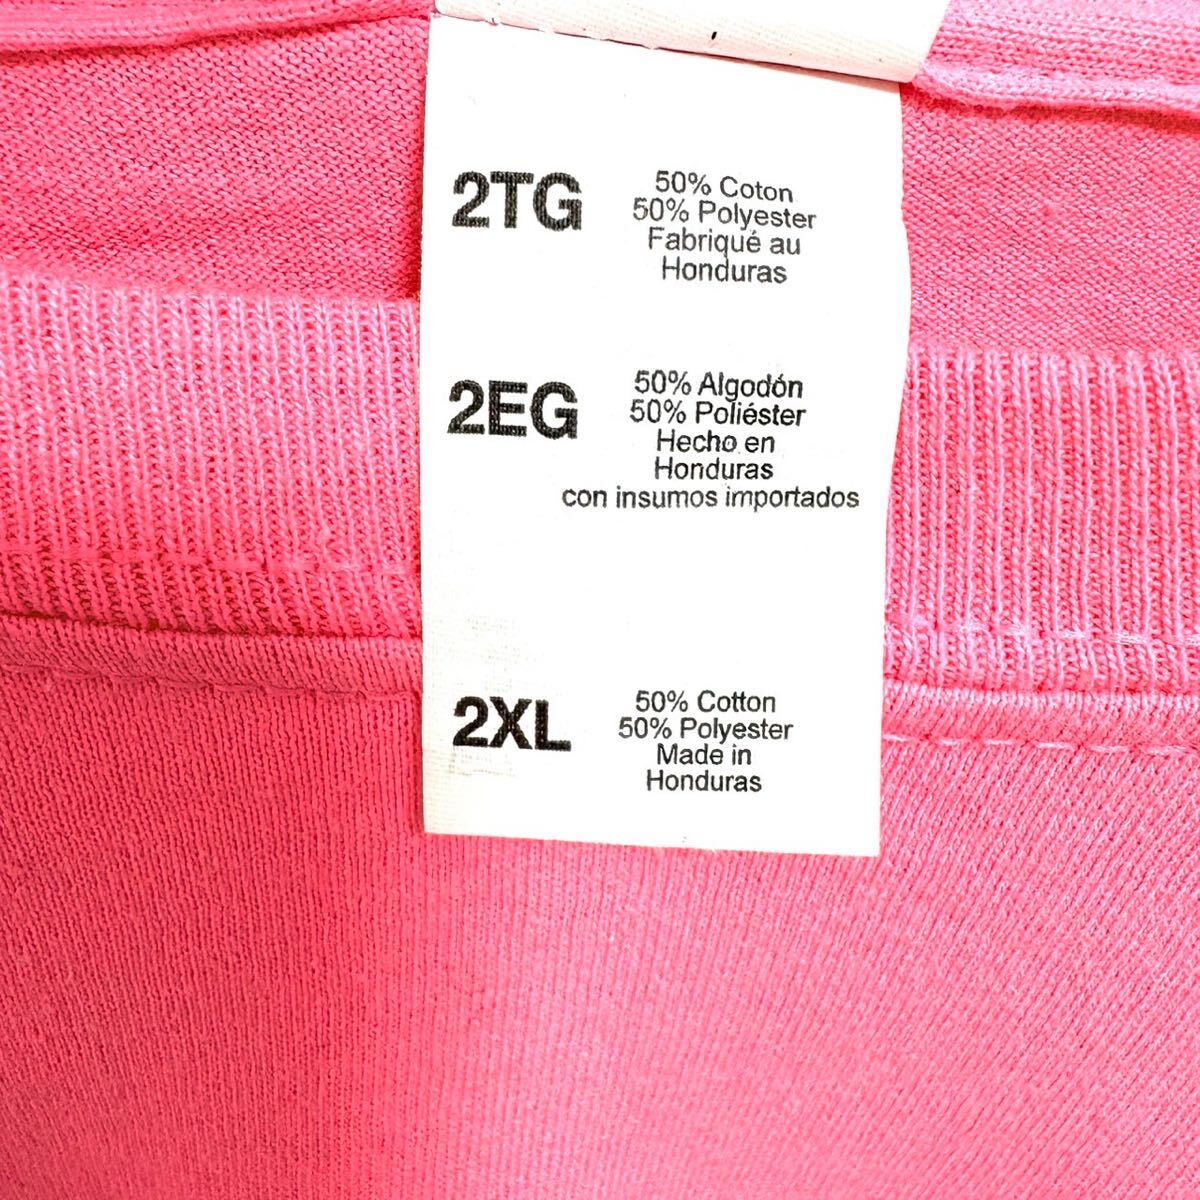 2TG
50% Coton
50% Polyester
Fabriqué au
Honduras
2EG
50% Algodón
50% Poliéster
Hecho en
Honduras
con insumos importados
2XL
50% Cotton
50% Polyester
Made in
Honduras